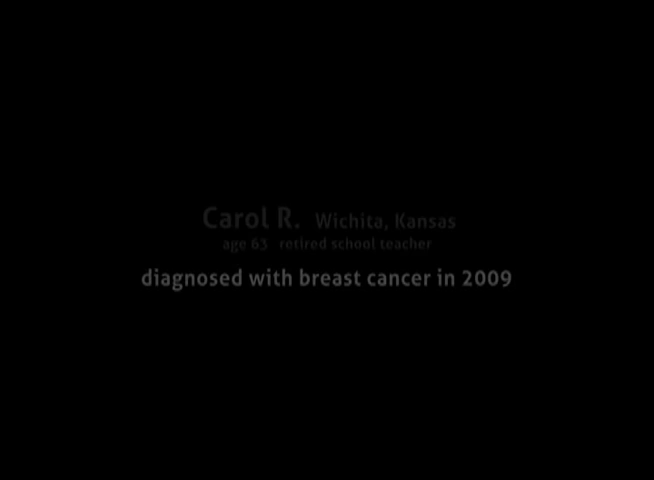 Carol R. Wichita, Kansas
age 63 retired school teacher
diagnosed with breast cancer in 2009